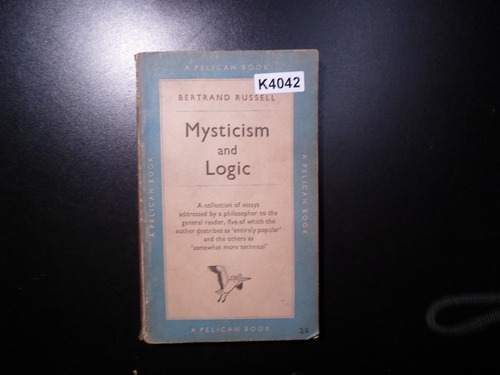 A PELICAN BOOK
K4042
BERTRAND RUSSELL
Mysticism
and
Logic
A collection of essays
addressed by a philosopher to the
general reader, five of which the
author describes as 'entirely popular'
and the others as
'somewhat more technical'
A PELICAN BOOK
A PELICAN BOOK
A PELICAN BOOK